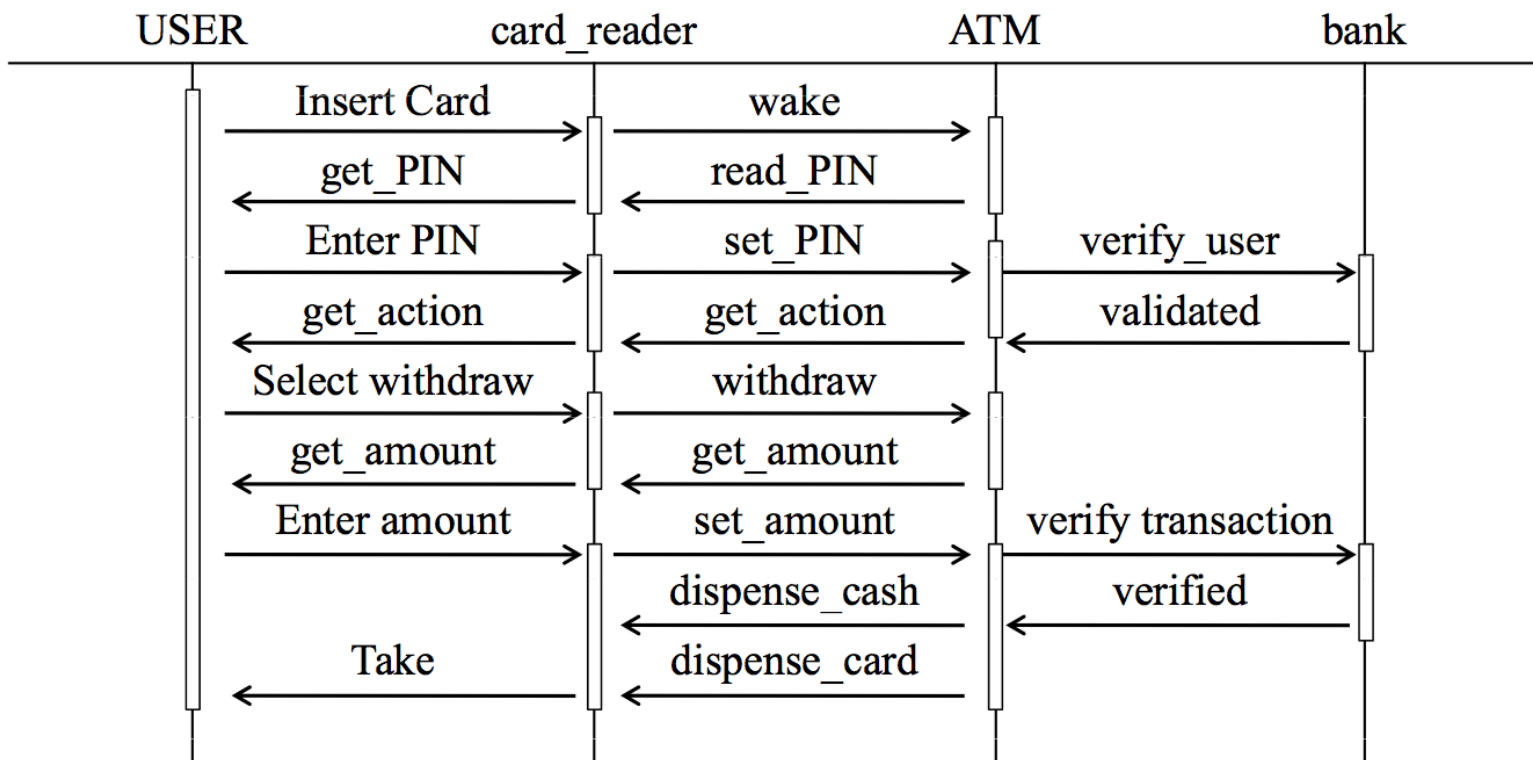 USER card_reader ATM bank
Insert Card wake
get_PIN read_PIN
Enter PIN set_PIN verify_user
get_action get_action validated
Select withdraw withdraw
get_amount get_amount
Enter amount set_amount verify transaction
dispense_cash verified
Take dispense_card